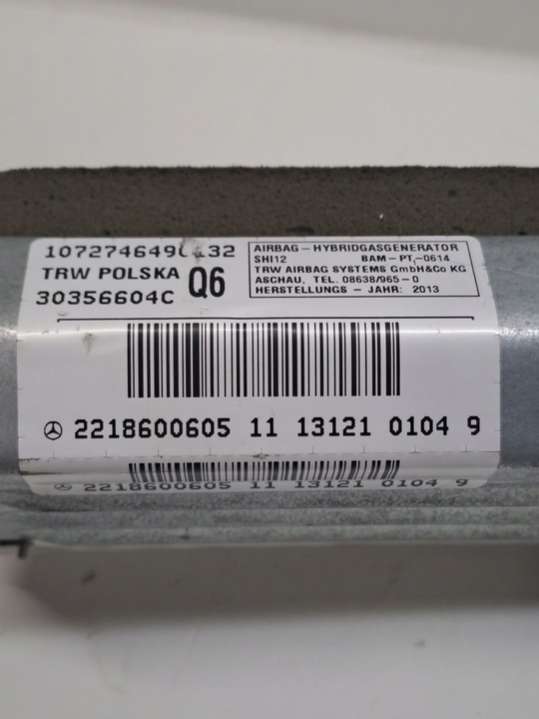 TRW POLSKA Q6
30356604C
AIRBAG – HYBRIDGASGENERATOR
SHI12 BAM – PT, –0614
TRW AIRBAG SYSTEMS GmbH&Co KG
ASCHAU, TEL. 08638/965 – 0
HERSTELLUNGS – JAHR: 2013
2218600605 11 13121 0104 9
2218600605 11 13121 0104 9